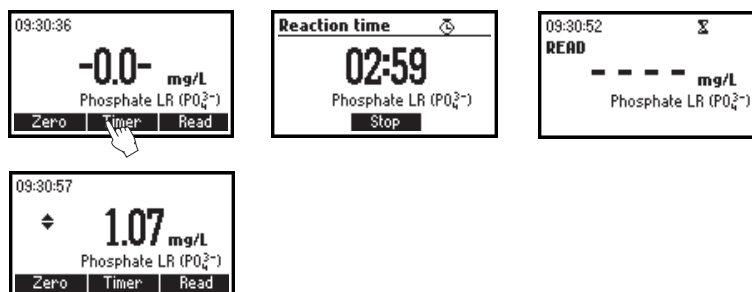 09:30:36
-0.0- mg/L
Phosphate LR (PO₄³⁻)
Zero Timer Read
Reaction time
02:59
Phosphate LR (PO₄³⁻)
Stop
09:30:52
READ
- - - - mg/L
Phosphate LR (PO₄³⁻)
09:30:57
1.07 mg/L
Phosphate LR (PO₄³⁻)
Zero Timer Read